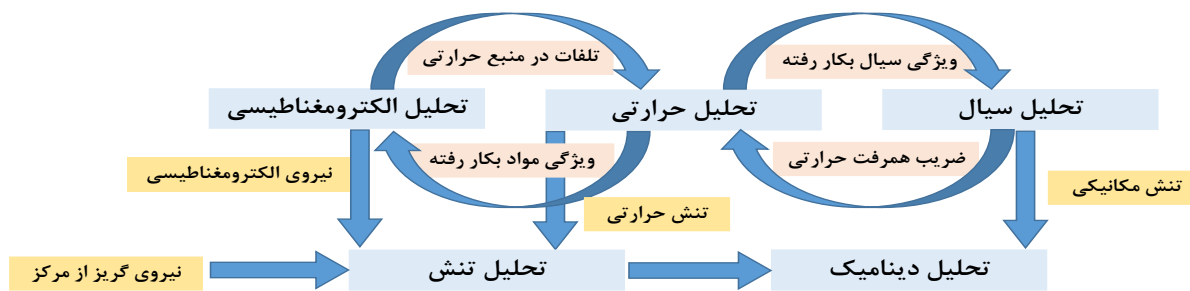 ویژگی سیال بکار رفته
تلفات در منبع حرارتی
تحلیل سیال
تحلیل حرارتی
تحلیل الکترومغناطیسی
ضریب همرفت حرارتی
ویژگی مواد بکار رفته
نیروی الکترومغناطیسی
تنش مکانیکی
تنش حرارتی
تحلیل دینامیک
تحلیل تنش
نیروی گریز از مرکز